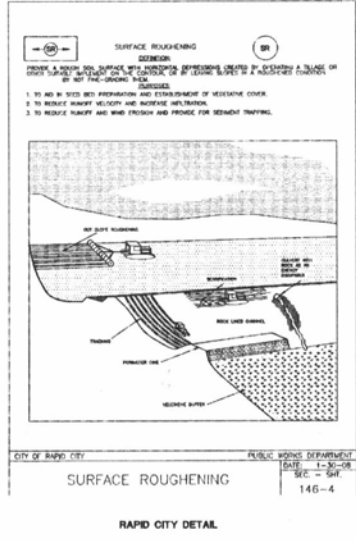 SR
SURFACE ROUGHENING
SR
DEFINITION:
PROVIDE A ROUGH SOIL SURFACE WITH HORIZONTAL DEPRESSIONS CREATED BY OPERATING A TILLAGE OR
OTHER SUITABLE IMPLEMENT ON THE CONTOUR, OR BY LEAVING SLOPES IN A ROUGHENED CONDITION
BY NOT FINE-GRADING THEM.
PURPOSES:
1. TO AID IN SEED BED PREPARATION AND ESTABLISHMENT OF VEGETATIVE COVER.
2. TO REDUCE RUNOFF VELOCITY AND INCREASE INFILTRATION.
3. TO REDUCE RUNOFF AND WIND EROSION AND PROVIDE FOR SEDIMENT TRAPPING.
CUT SLOPE ROUGHENING
ROCK LINED CHANNEL
TRACKING
PERIMETER DIKE
VEGETATIVE BUFFER
CITY OF RAPID CITY
PUBLIC WORKS DEPARTMENT
SURFACE ROUGHENING
DATE: 1-30-08
SEC. - SHT.
146-4
RAPID CITY DETAIL